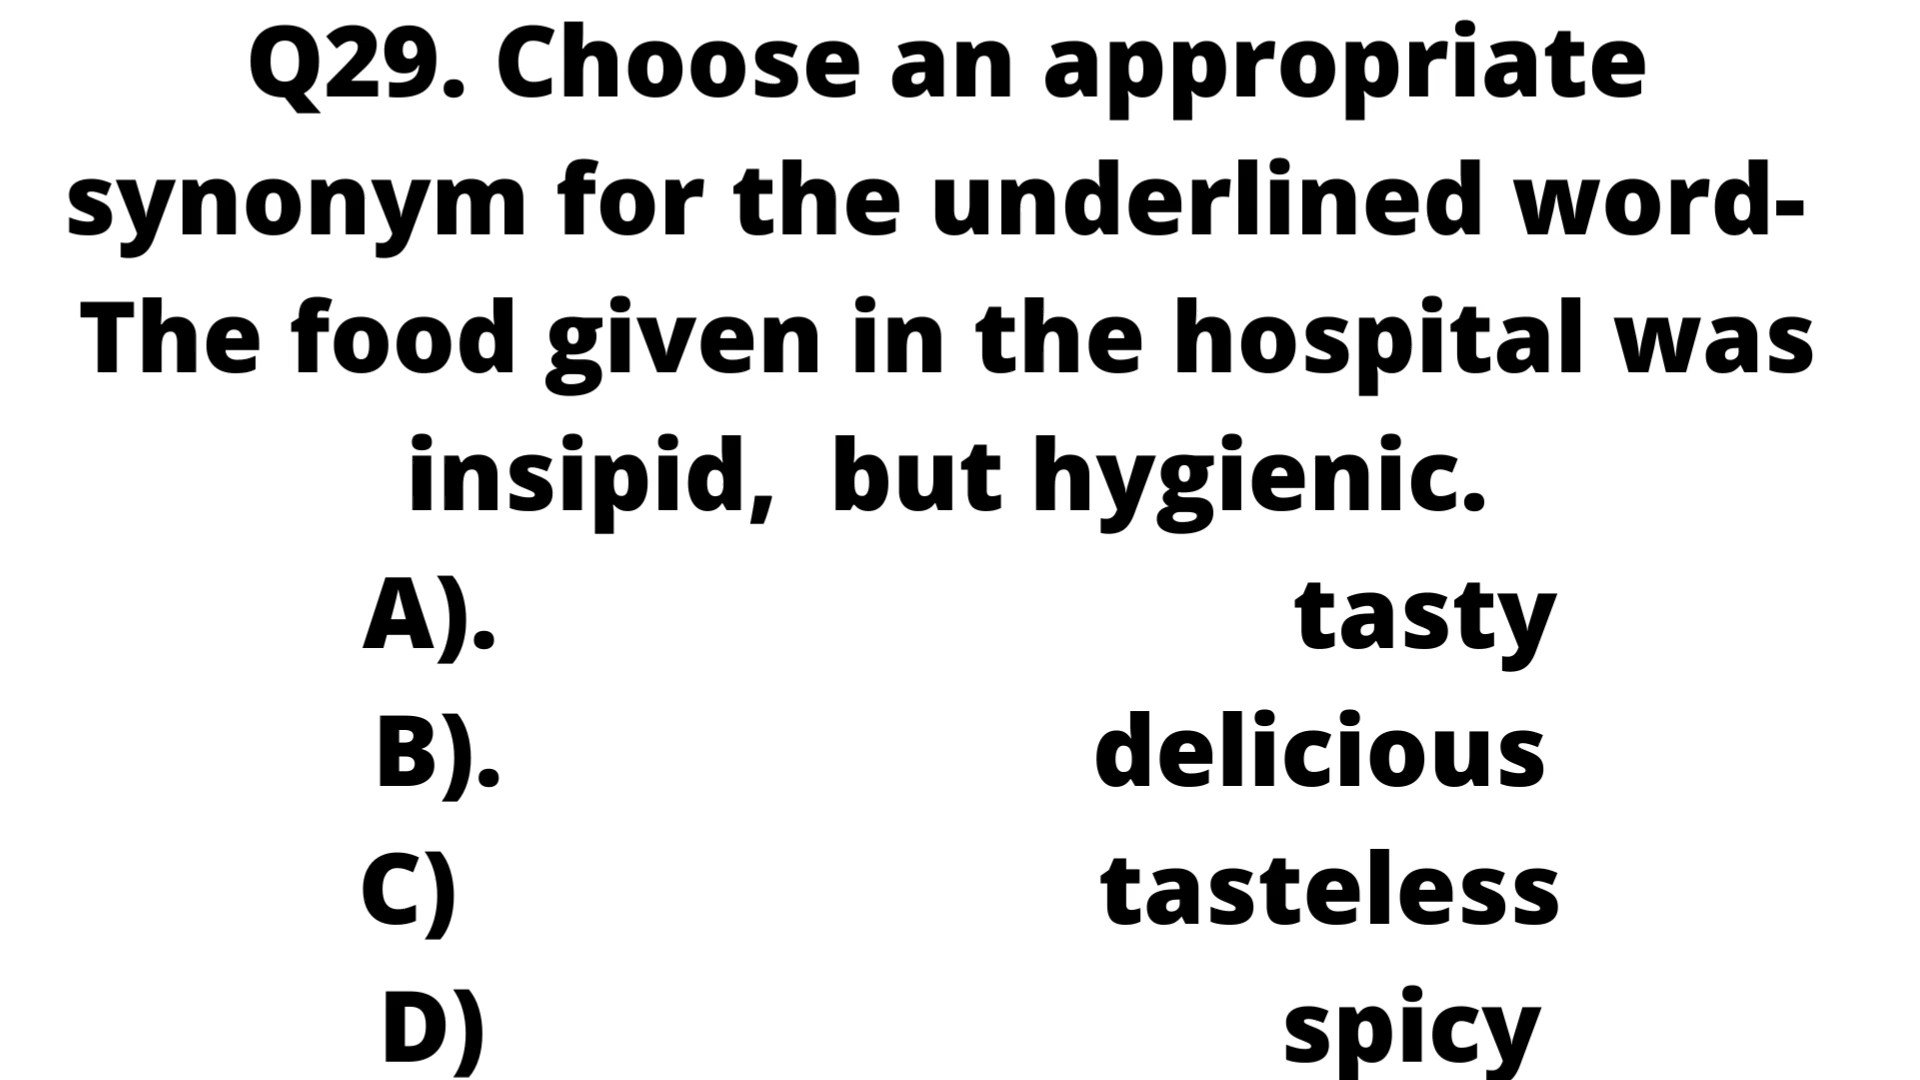 Q29. Choose an appropriate
synonym for the underlined word-
The food given in the hospital was
insipid,  but hygienic.
A). tasty
B). delicious
C) tasteless
D) spicy